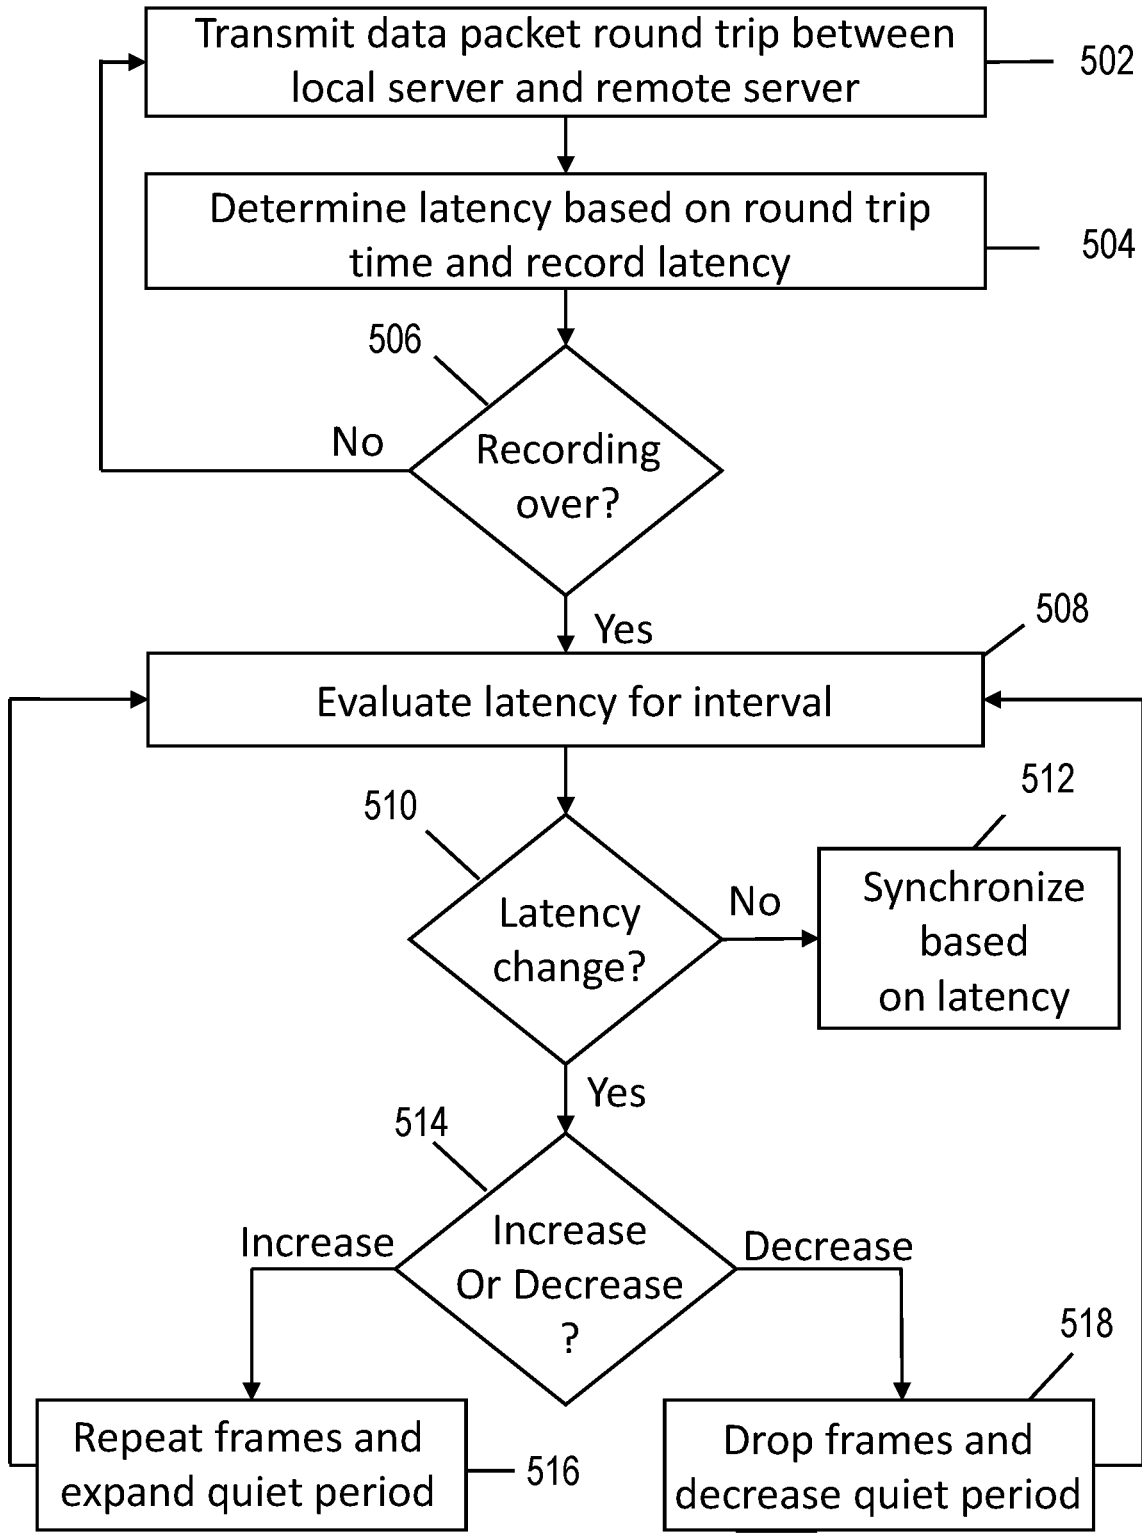 Transmit data packet round trip between
local server and remote server
502
Determine latency based on round trip
time and record latency
504
506
No
Recording
over?
Yes
508
Evaluate latency for interval
512
510
Latency
change?
No
Synchronize
based
on latency
Yes
514
Increase
Increase
Or Decrease
?
Decrease
518
Repeat frames and
expand quiet period
516
Drop frames and
decrease quiet period